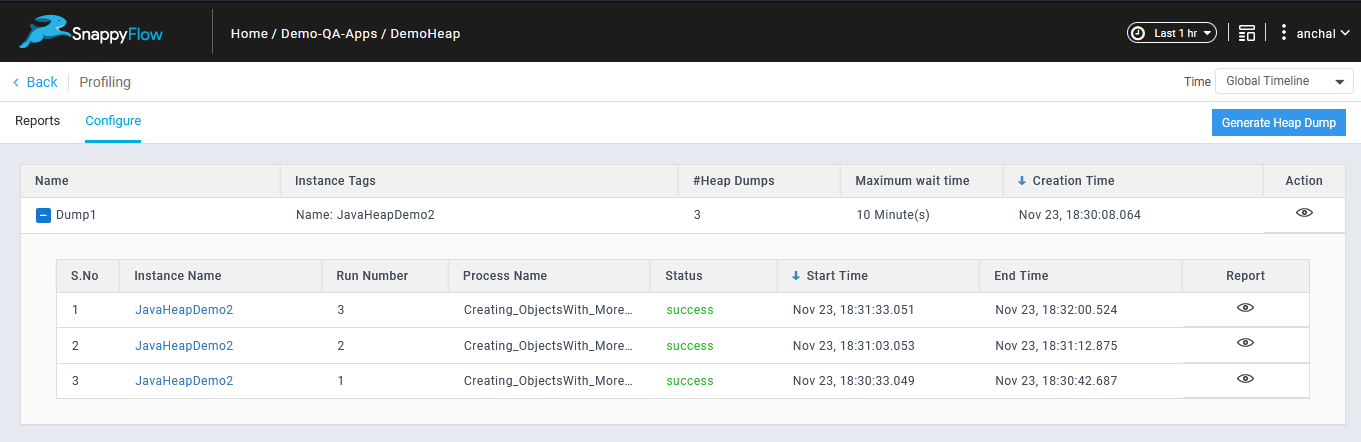 SnappyFlow Home / Demo-QA-Apps / DemoHeap Last 1 hr anchal
Back Profiling Time Global Timeline
Reports Configure Generate Heap Dump
Name Instance Tags #Heap Dumps Maximum wait time Creation Time Action
Dump1 Name: JavaHeapDemo2 3 10 Minute(s) Nov 23, 18:30:08.064
S.No Instance Name Run Number Process Name Status Start Time End Time Report
1 JavaHeapDemo2 3 Creating_ObjectsWith_More... success Nov 23, 18:31:33.051 Nov 23, 18:32:00.524
2 JavaHeapDemo2 2 Creating_ObjectsWith_More... success Nov 23, 18:31:03.053 Nov 23, 18:31:12.875
3 JavaHeapDemo2 1 Creating_ObjectsWith_More... success Nov 23, 18:30:33.049 Nov 23, 18:30:42.687